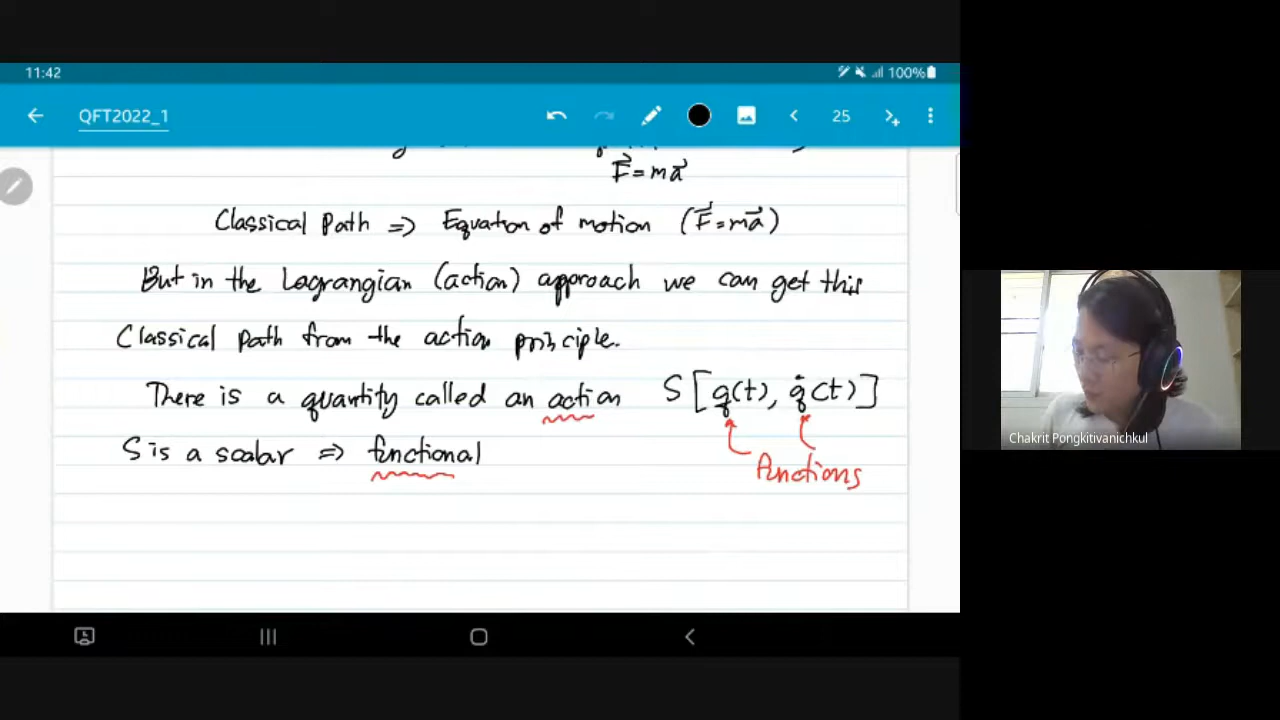 11:42
100%
QFT2022_1
25
F⃗ = ma⃗
Classical Path ⇒ Equation of motion (F⃗ = ma⃗)
But in the Lagrangian (action) approach we can get this
Classical path from the action principle.
There is a quantity called an action S[q(t), q̇(t)]
S is a scalar ⇒ functional
functions
Chakrit Pongkitivanichkul